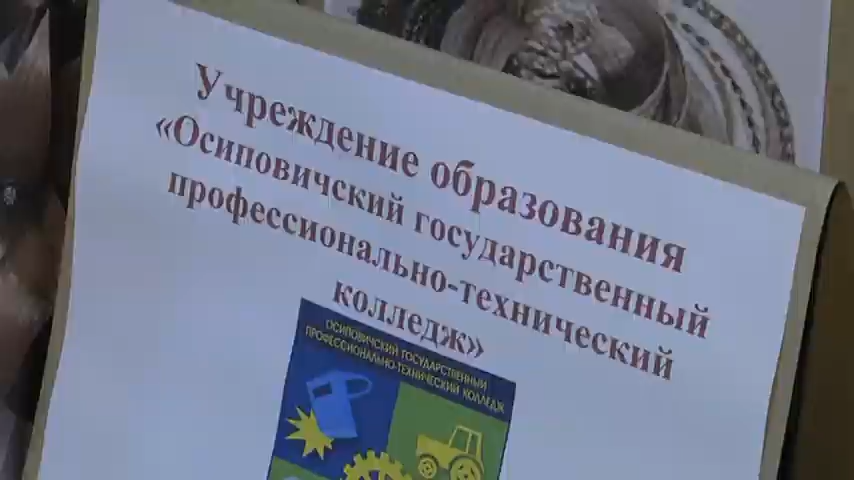 Учреждение образования
«Осиповичский государственный
профессионально-технический
колледж»
ОСИПОВИЧСКИЙ ГОСУДАРСТВЕННЫЙ
ПРОФЕССИОНАЛЬНО-ТЕХНИЧЕСКИЙ КОЛЛЕДЖ